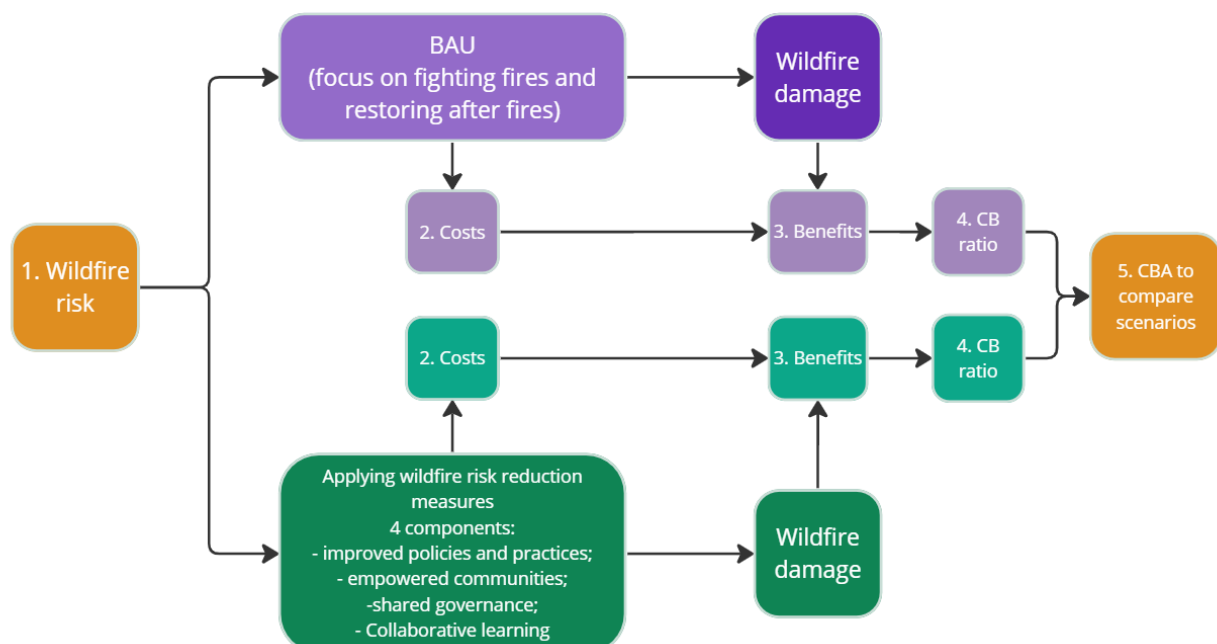 BAU
(focus on fighting fires and
restoring after fires)
Wildfire
damage
1. Wildfire
risk
2. Costs
3. Benefits
4. CB
ratio
5. CBA to
compare
scenarios
2. Costs
3. Benefits
4. CB
ratio
Applying wildfire risk reduction
measures
4 components:
- improved policies and practices;
- empowered communities;
-shared governance;
- Collaborative learning
Wildfire
damage